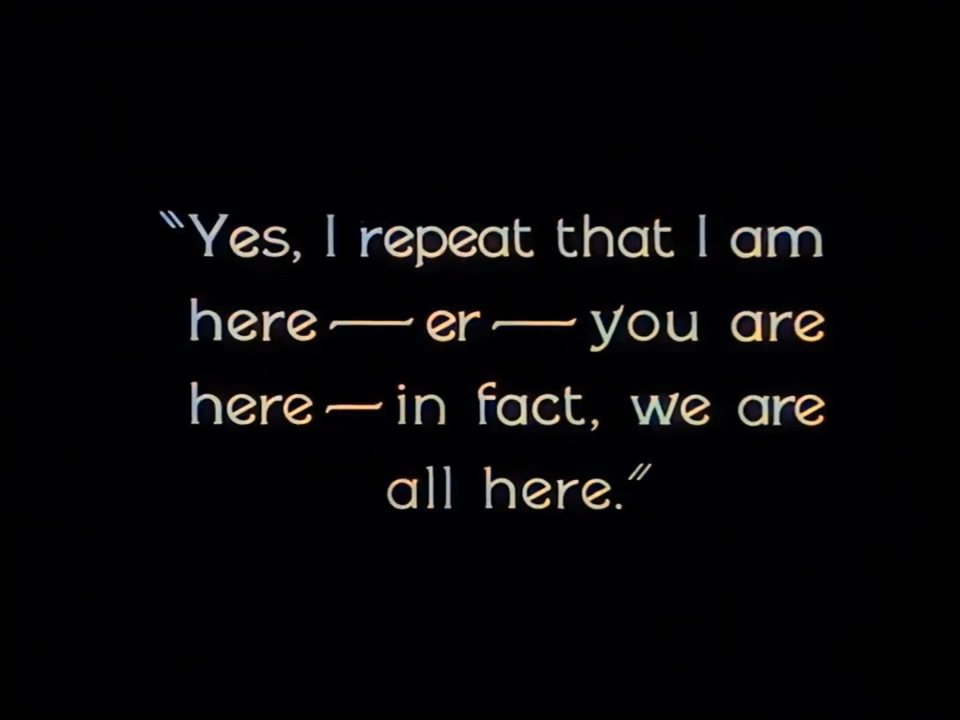 "Yes, I repeat that I am
here — er — you are
here — in fact, we are
all here."